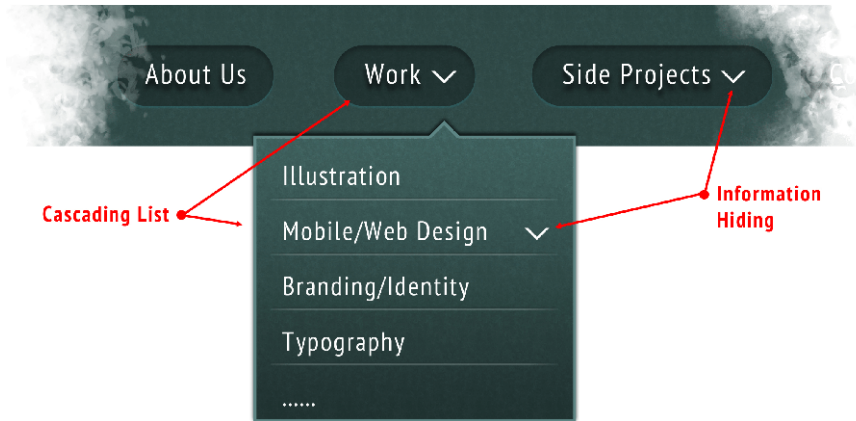 About Us
Work
Side Projects
Illustration
Mobile/Web Design
Branding/Identity
Typography
......
Cascading List
Information
Hiding